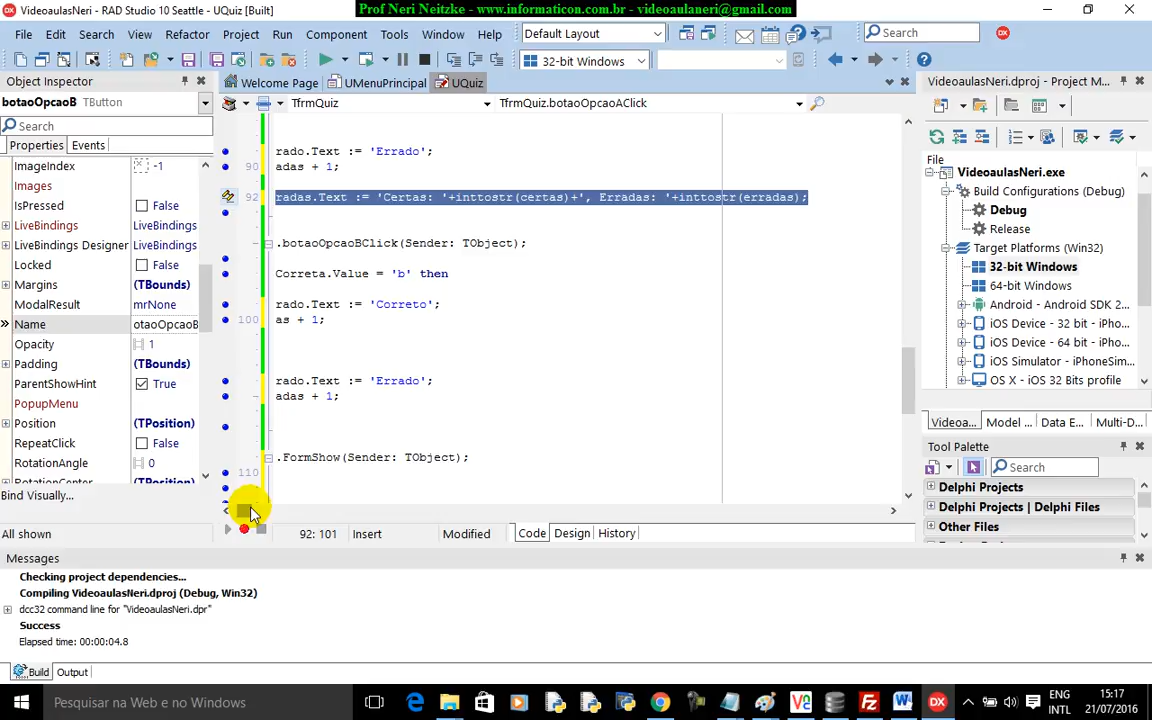 Prof Neri Neitzke - www.informaticon.com.br - videoaulaneri@gmail.com
VideoaulasNeri - RAD Studio 10 Seattle - UQuiz [Built]
File Edit Search View Refactor Project Run Component Tools Window Help
Default Layout
Search
32-bit Windows
Object Inspector
botaoOpcaoB TButton
Search
Properties Events
ImageIndex -1
Images
IsPressed False
LiveBindings LiveBindings
LiveBindings Designer LiveBindings
Locked False
Margins (TBounds)
ModalResult mrNone
Name otaoOpcaoB
Opacity 1
Padding (TBounds)
ParentShowHint True
PopupMenu
Position (TPosition)
RepeatClick False
RotationAngle 0
RotationCenter (TPosition)
Bind Visually...
All shown
Welcome Page UMenuPrincipal UQuiz
TfrmQuiz TfrmQuiz.botaoOpcaoAClick
rado.Text := 'Errado';
90 adas + 1;
92 radas.Text := 'Certas: '+inttostr(certas)+', Erradas: '+inttostr(erradas);
.botaoOpcaoBClick(Sender: TObject);
Correta.Value = 'b' then
rado.Text := 'Correto';
100 as + 1;
rado.Text := 'Errado';
adas + 1;
.FormShow(Sender: TObject);
110
92: 101 Insert Modified Code Design History
VideoaulasNeri.dproj - Project M...
File
VideoaulasNeri.exe
Build Configurations (Debug)
Debug
Release
Target Platforms (Win32)
32-bit Windows
64-bit Windows
Android - Android SDK 2...
iOS Device - 32 bit - iPho...
iOS Device - 64 bit - iPho...
iOS Simulator - iPhoneSim...
OS X - iOS 32 Bits profile
Videoa... Model ... Data E... Multi-D...
Tool Palette
Search
Delphi Projects
Delphi Projects | Delphi Files
Other Files
Messages
Checking project dependencies...
Compiling VideoaulasNeri.dproj (Debug, Win32)
dcc32 command line for "VideoaulasNeri.dpr"
Success
Elapsed time: 00:00:04.8
Build Output
Pesquisar na Web e no Windows
ENG
INTL
15:17
21/07/2016